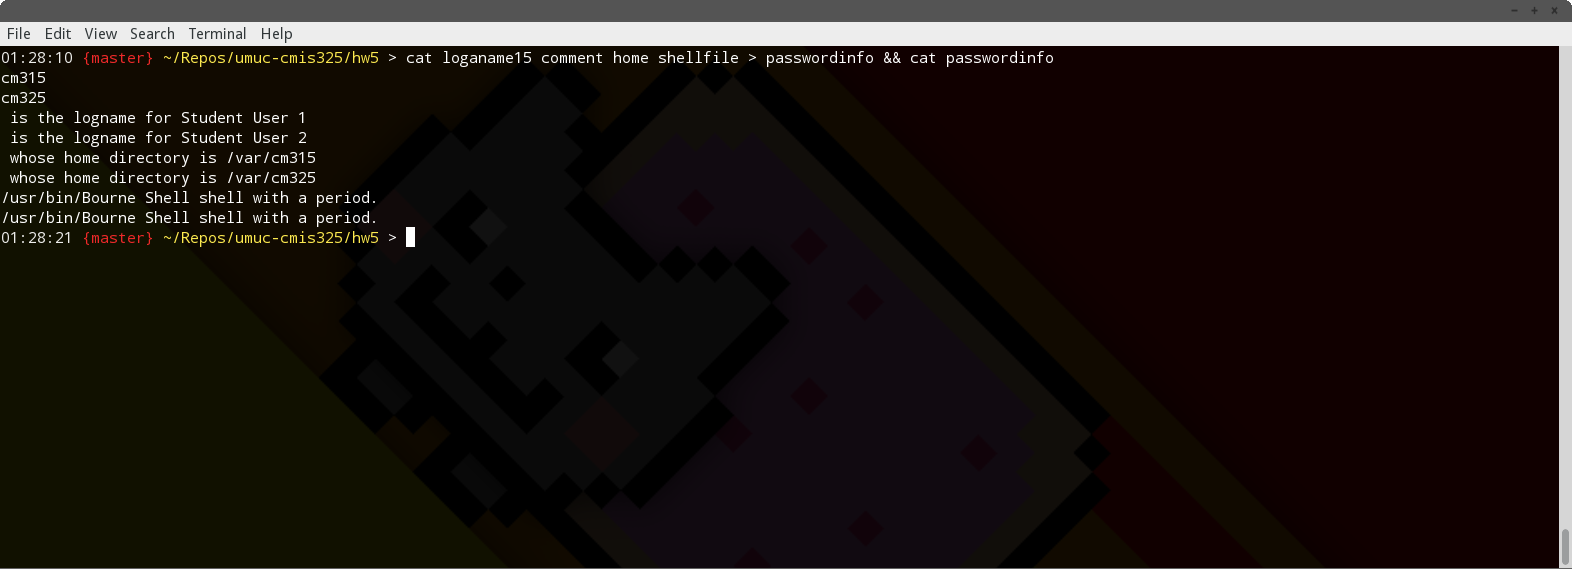 File Edit View Search Terminal Help
01:28:10 {master} ~/Repos/umuc-cmis325/hw5 > cat loganame15 comment home shellfile > passwordinfo && cat passwordinfo
cm315
cm325
 is the logname for Student User 1
 is the logname for Student User 2
 whose home directory is /var/cm315
 whose home directory is /var/cm325
/usr/bin/Bourne Shell shell with a period.
/usr/bin/Bourne Shell shell with a period.
01:28:21 {master} ~/Repos/umuc-cmis325/hw5 >